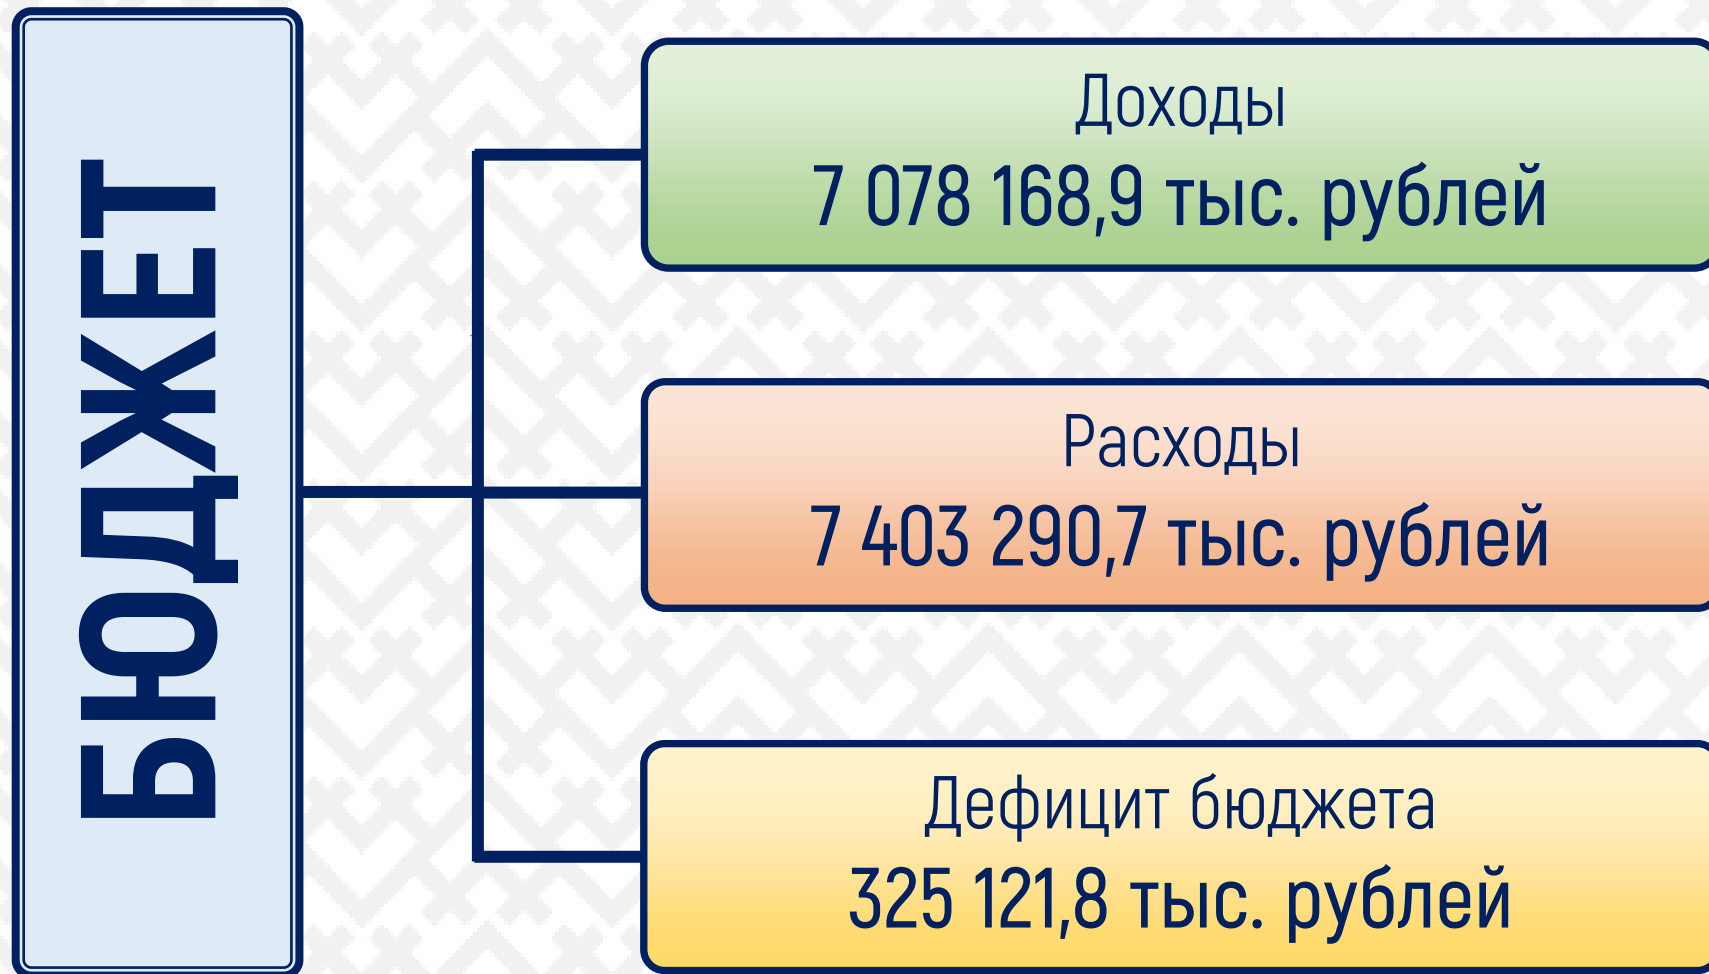 БЮДЖЕТ
Доходы
7 078 168,9 тыс. рублей
Расходы
7 403 290,7 тыс. рублей
Дефицит бюджета
325 121,8 тыс. рублей